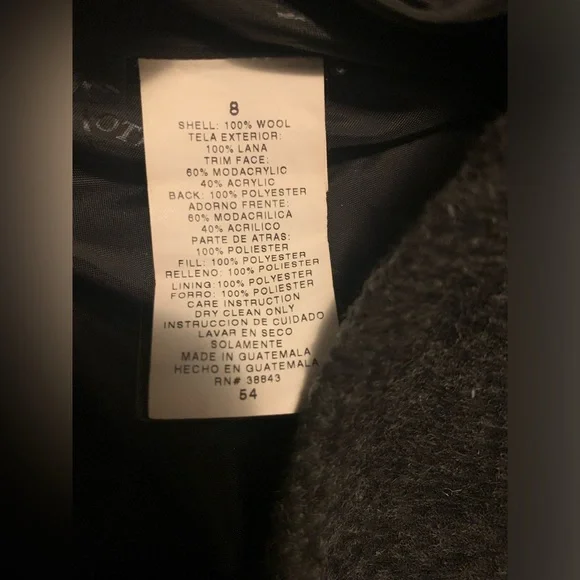 8
SHELL: 100% WOOL
TELA EXTERIOR:
100% LANA
TRIM FACE:
60% MODACRYLIC
40% ACRYLIC
BACK: 100% POLYESTER
ADORNO FRENTE:
60% MODACRILICA
40% ACRILICO
PARTE DE ATRAS:
100% POLIESTER
FILL: 100% POLYESTER
RELLENO: 100% POLIESTER
LINING: 100% POLYESTER
FORRO: 100% POLIESTER
CARE INSTRUCTION
DRY CLEAN ONLY
INSTRUCCION DE CUIDADO
LAVAR EN SECO
SOLAMENTE
MADE IN GUATEMALA
HECHO EN GUATEMALA
RN# 38843
54